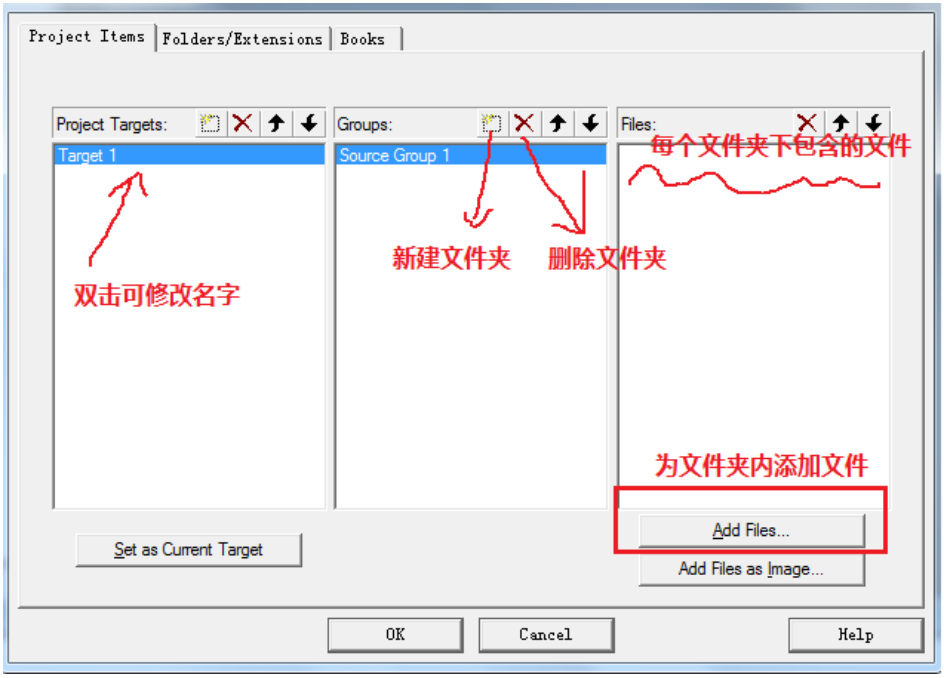 Project Items Folders/Extensions Books
Project Targets: Groups: Files:
每个文件夹下包含的文件
Target 1 Source Group 1
新建文件夹 删除文件夹
双击可修改名字
为文件夹内添加文件
Add Files...
Set as Current Target
Add Files as Image...
OK Cancel Help